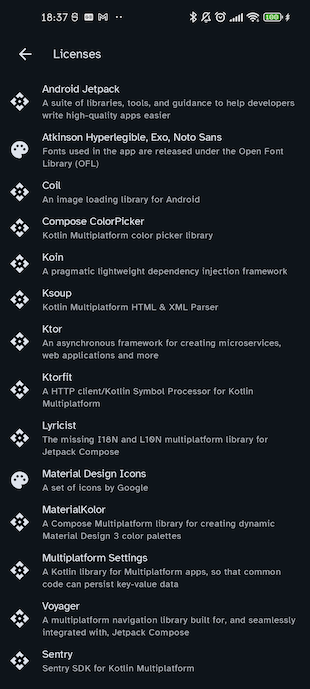 18:37
100
Licenses
Android Jetpack
A suite of libraries, tools, and guidance to help developers
write high-quality apps easier
Atkinson Hyperlegible, Exo, Noto Sans
Fonts used in the app are released under the Open Font
Library (OFL)
Coil
An image loading library for Android
Compose ColorPicker
Kotlin Multiplatform color picker library
Koin
A pragmatic lightweight dependency injection framework
Ksoup
Kotlin Multiplatform HTML & XML Parser
Ktor
An asynchronous framework for creating microservices,
web applications and more
Ktorfit
A HTTP client/Kotlin Symbol Processor for Kotlin
Multiplatform
Lyricist
The missing I18N and L10N multiplatform library for
Jetpack Compose
Material Design Icons
A set of icons by Google
MaterialKolor
A Compose Multiplatform library for creating dynamic
Material Design 3 color palettes
Multiplatform Settings
A Kotlin library for Multiplatform apps, so that common
code can persist key-value data
Voyager
A multiplatform navigation library built for, and seamlessly
integrated with, Jetpack Compose
Sentry
Sentry SDK for Kotlin Multiplatform